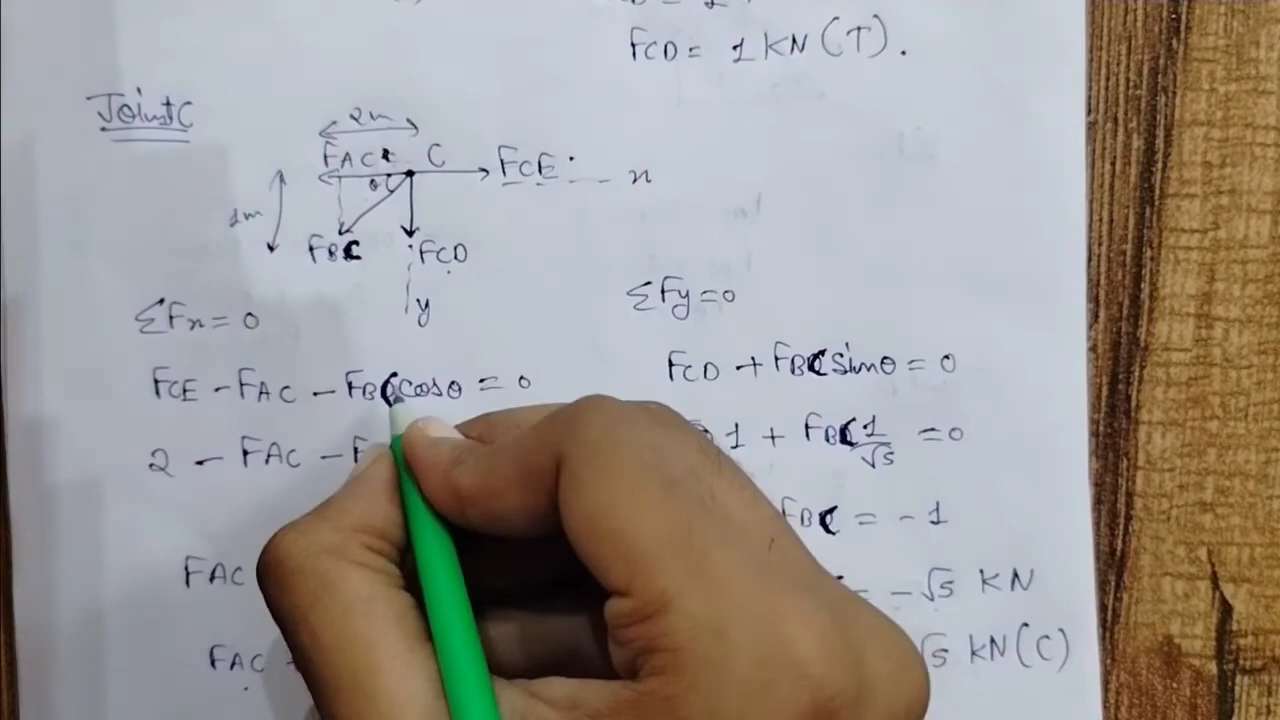 FCD = 1 KN (T).
Joint C
2m
FAC C FCE x
θ
1m
FBC FCD
y
ΣFx = 0
ΣFy = 0
FCE - FAC - FBC cosθ = 0
FCD + FBC sinθ = 0
2 - FAC - F
1 + FBC 1/√5 = 0
FBC = - 1
FAC
= - √5 KN
FAC
√5 KN (C)